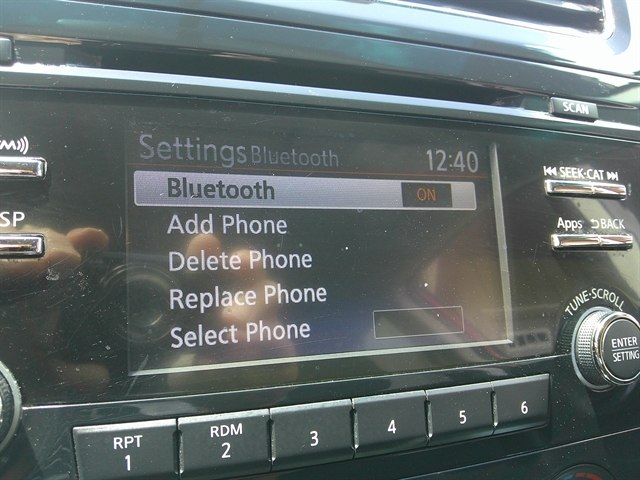 SCAN
Settings Bluetooth 12:40
Bluetooth ON
Add Phone
Delete Phone
Replace Phone
Select Phone
SEEK·CAT
Apps BACK
TUNE·SCROLL
ENTER
SETTING
SP
RPT
1
RDM
2
3
4
5
6